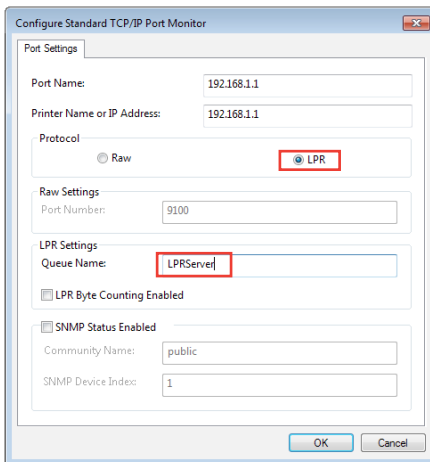 Configure Standard TCP/IP Port Monitor
Port Settings
Port Name: 192.168.1.1
Printer Name or IP Address: 192.168.1.1
Protocol
Raw LPR
Raw Settings
Port Number: 9100
LPR Settings
Queue Name: LPRServer
LPR Byte Counting Enabled
SNMP Status Enabled
Community Name: public
SNMP Device Index: 1
OK Cancel